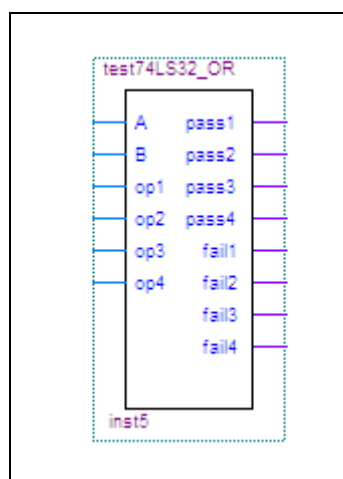 test74LS32_OR
A pass1
B pass2
op1 pass3
op2 pass4
op3 fail1
op4 fail2
fail3
fail4
inst5